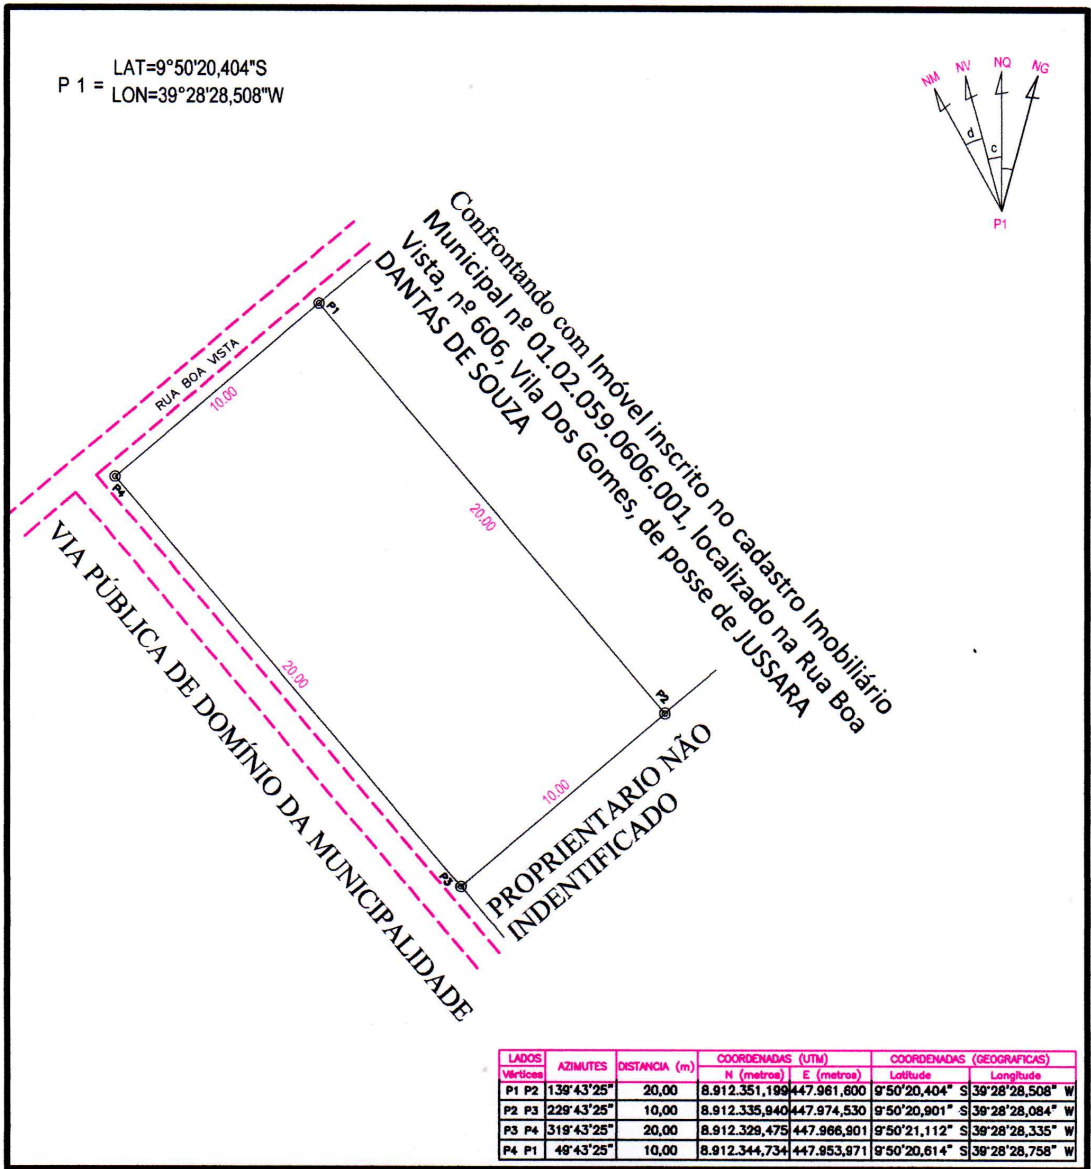 P 1 =
LAT=9°50'20,404"S
LON=39°28'28,508"W
NM NV NQ NG
d
c
P1
Confrontando com Imóvel inscrito no cadastro Imobiliário
Municipal nº 01.02.059.0606.001, localizado na Rua Boa
Vista, nº 606, Vila Dos Gomes, de posse de JUSSARA
DANTAS DE SOUZA
P1
RUA BOA VISTA
10.00
P4
20.00
VIA PÚBLICA DE DOMÍNIO DA MUNICIPALIDADE
20.00
P2
10.00
P3
PROPRIENTARIO NÃO
INDENTIFICADO
LADOS AZIMUTES DISTANCIA (m) COORDENADAS (UTM) COORDENADAS (GEOGRAFICAS)
Vértices N (metros) E (metros) Latitude Longitude
P1 P2 139°43'25" 20,00 8.912.351,199 447.961,600 9°50'20,404" S 39°28'28,508" W
P2 P3 229°43'25" 10,00 8.912.335,940 447.974,530 9°50'20,901" S 39°28'28,084" W
P3 P4 319°43'25" 20,00 8.912.329,475 447.966,901 9°50'21,112" S 39°28'28,335" W
P4 P1 49°43'25" 10,00 8.912.344,734 447.953,971 9°50'20,614" S 39°28'28,758" W